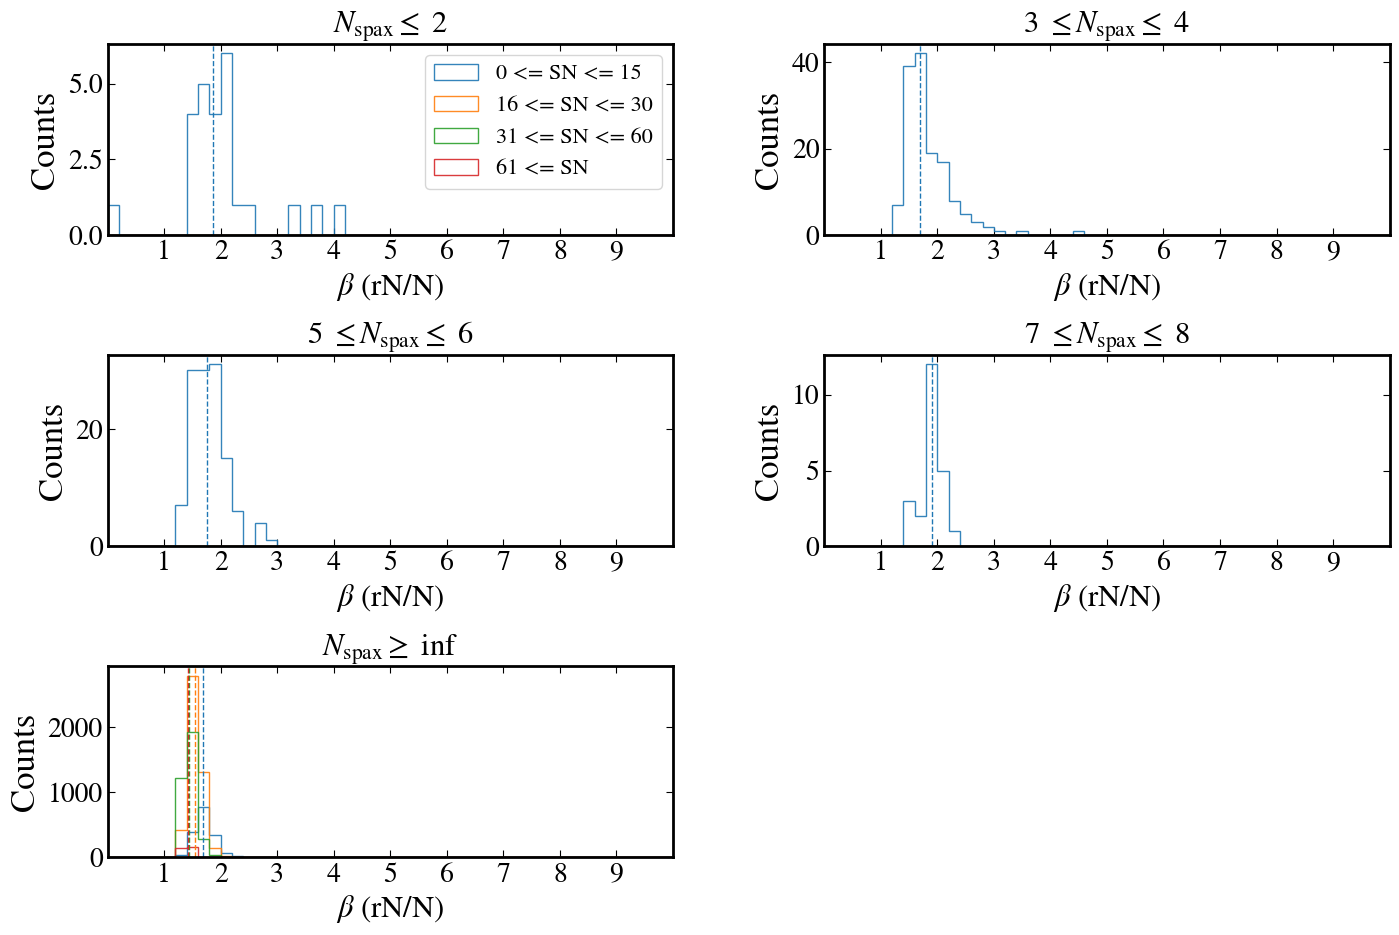 N_spax ≤ 2
Counts
5.0
2.5
0.0
0 <= SN <= 15
16 <= SN <= 30
31 <= SN <= 60
61 <= SN
1 2 3 4 5 6 7 8 9
β (rN/N)
3 ≤ N_spax ≤ 4
Counts
40
20
0
1 2 3 4 5 6 7 8 9
β (rN/N)
5 ≤ N_spax ≤ 6
Counts
20
0
1 2 3 4 5 6 7 8 9
β (rN/N)
7 ≤ N_spax ≤ 8
Counts
10
5
0
1 2 3 4 5 6 7 8 9
β (rN/N)
N_spax ≥ inf
Counts
2000
1000
0
1 2 3 4 5 6 7 8 9
β (rN/N)